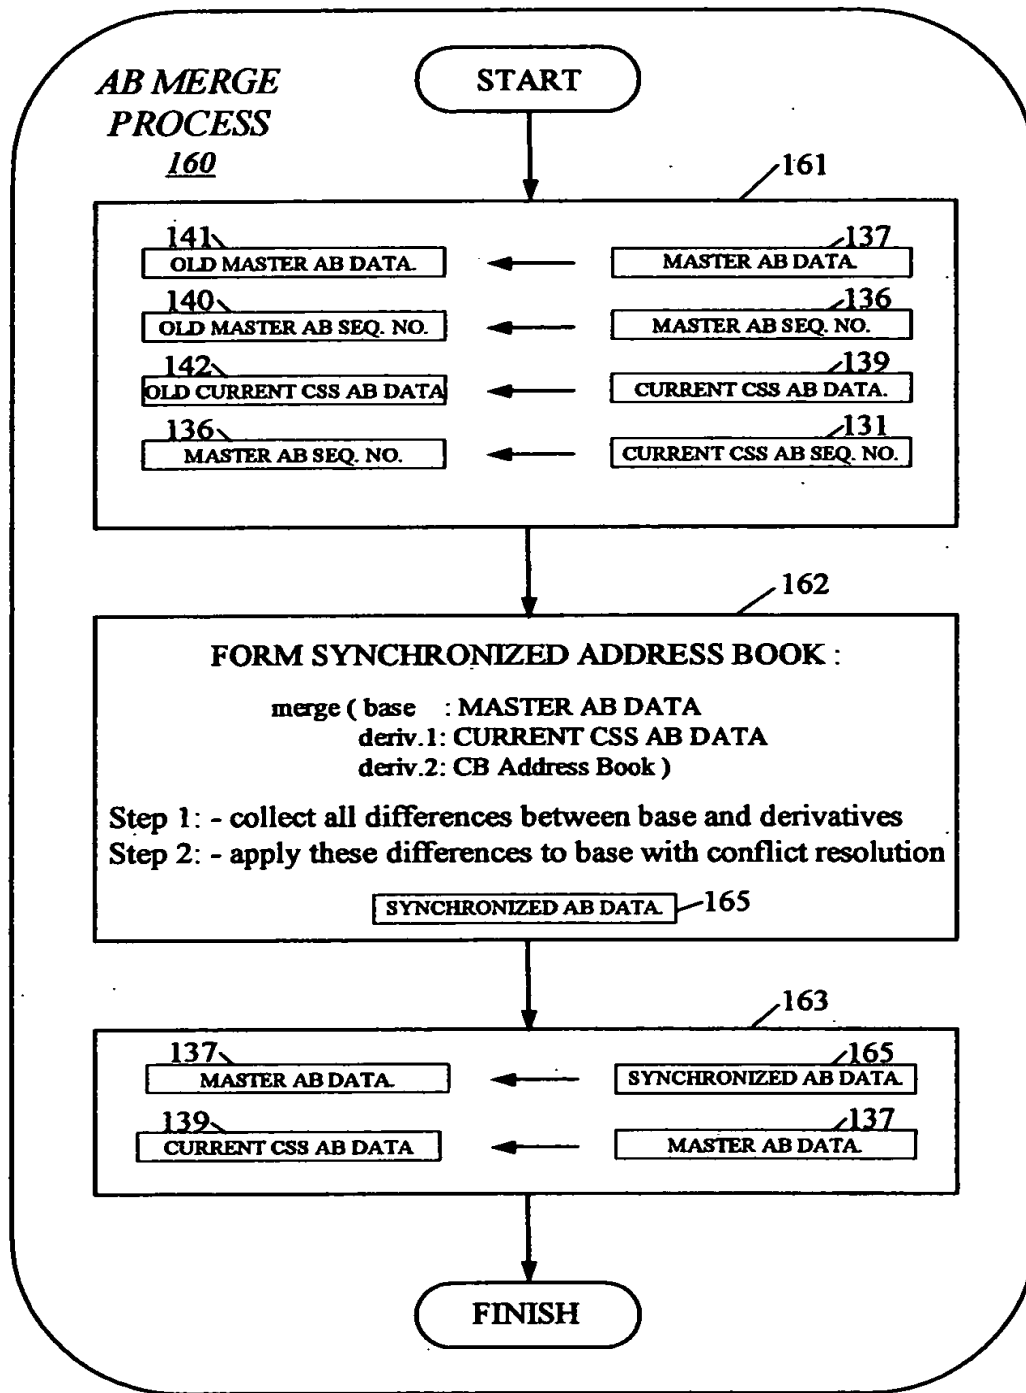 AB MERGE
PROCESS
160
START
161
141
137
OLD MASTER AB DATA.
MASTER AB DATA.
140
136
OLD MASTER AB SEQ. NO.
MASTER AB SEQ. NO.
142
139
OLD CURRENT CSS AB DATA
CURRENT CSS AB DATA.
136
131
MASTER AB SEQ. NO.
CURRENT CSS AB SEQ. NO.
162
FORM SYNCHRONIZED ADDRESS BOOK :
merge ( base : MASTER AB DATA
deriv.1: CURRENT CSS AB DATA
deriv.2: CB Address Book )
Step 1: - collect all differences between base and derivatives
Step 2: - apply these differences to base with conflict resolution
SYNCHRONIZED AB DATA.
165
163
137
165
MASTER AB DATA.
SYNCHRONIZED AB DATA.
139
137
CURRENT CSS AB DATA
MASTER AB DATA.
FINISH